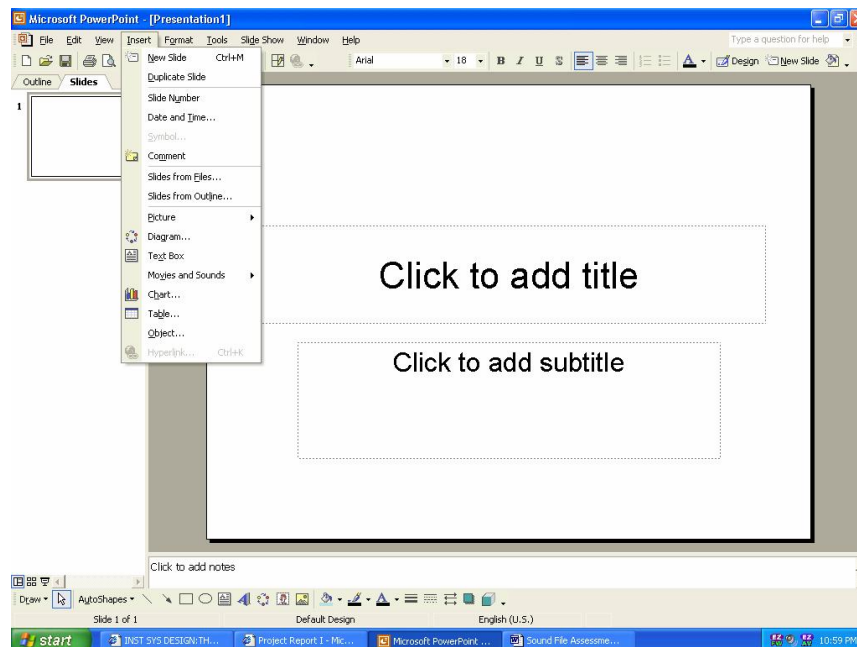 Microsoft PowerPoint - [Presentation1]
File Edit View Insert Format Tools Slide Show Window Help
Type a question for help
Arial 18 B I U S A Design New Slide
Outline Slides
1
New Slide Ctrl+M
Duplicate Slide
Slide Number
Date and Time...
Symbol...
Comment
Slides from Files...
Slides from Outline...
Picture
Diagram...
Text Box
Movies and Sounds
Chart...
Table...
Object...
Hyperlink... Ctrl+K
Click to add title
Click to add subtitle
Click to add notes
Draw AutoShapes A
Slide 1 of 1 Default Design English (U.S.)
start INST SYS DESIGN:TH... Project Report I - Mic... Microsoft PowerPoint ... Sound File Assessme... 10:59 PM